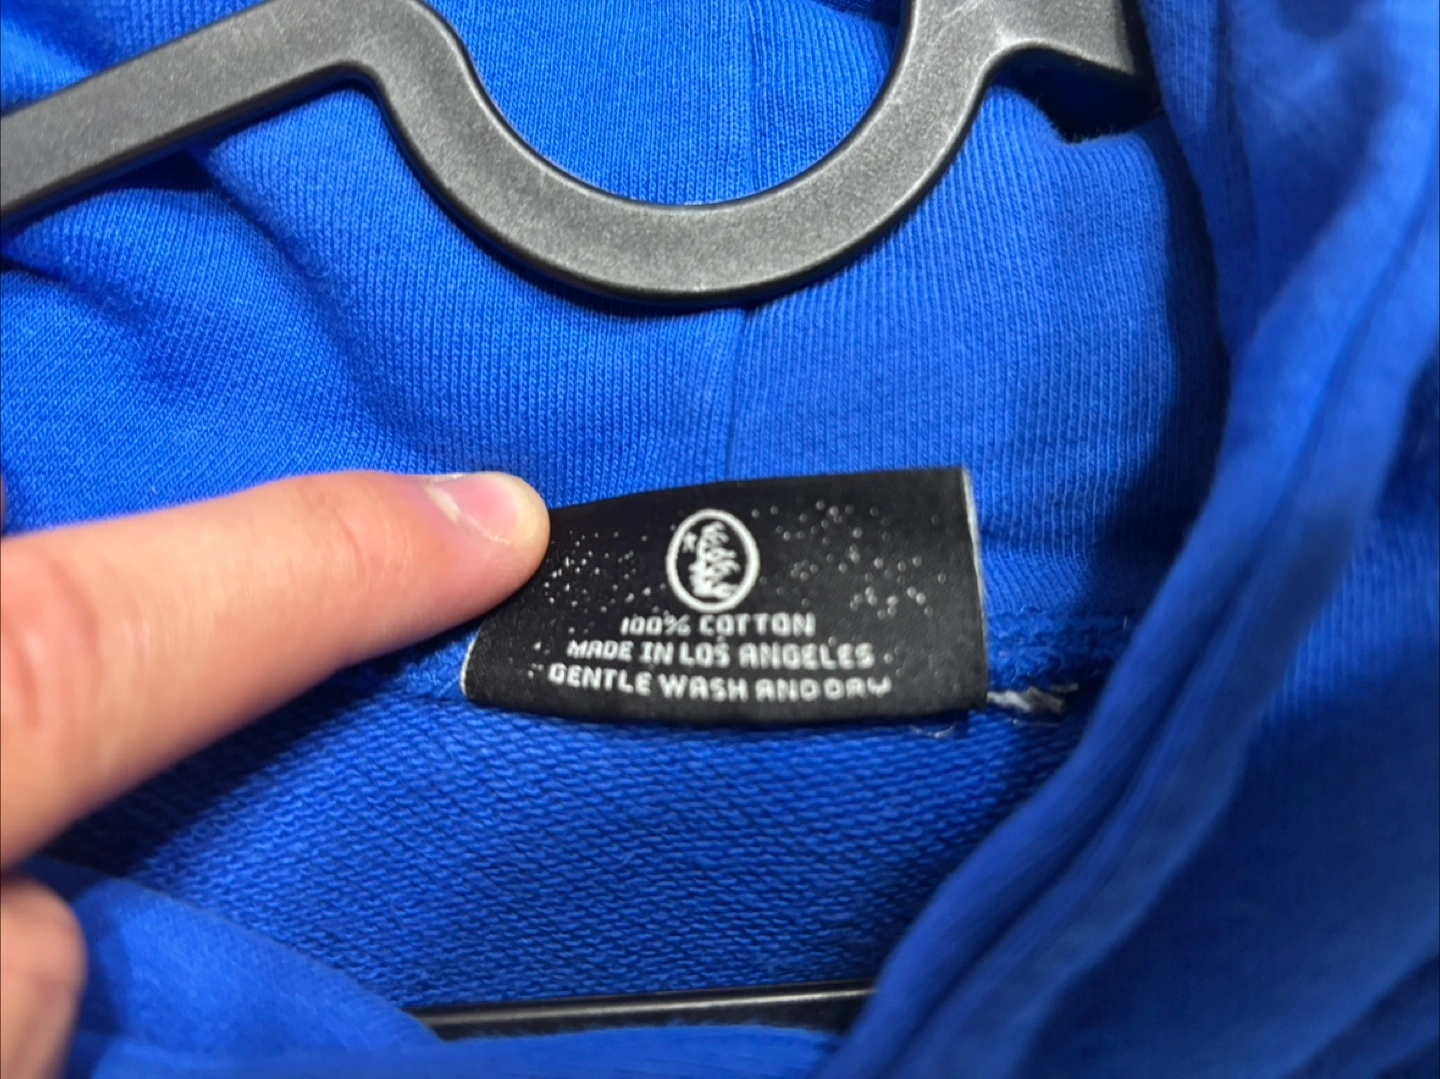 100% COTTON
MADE IN LOS ANGELES
GENTLE WASH AND DRY